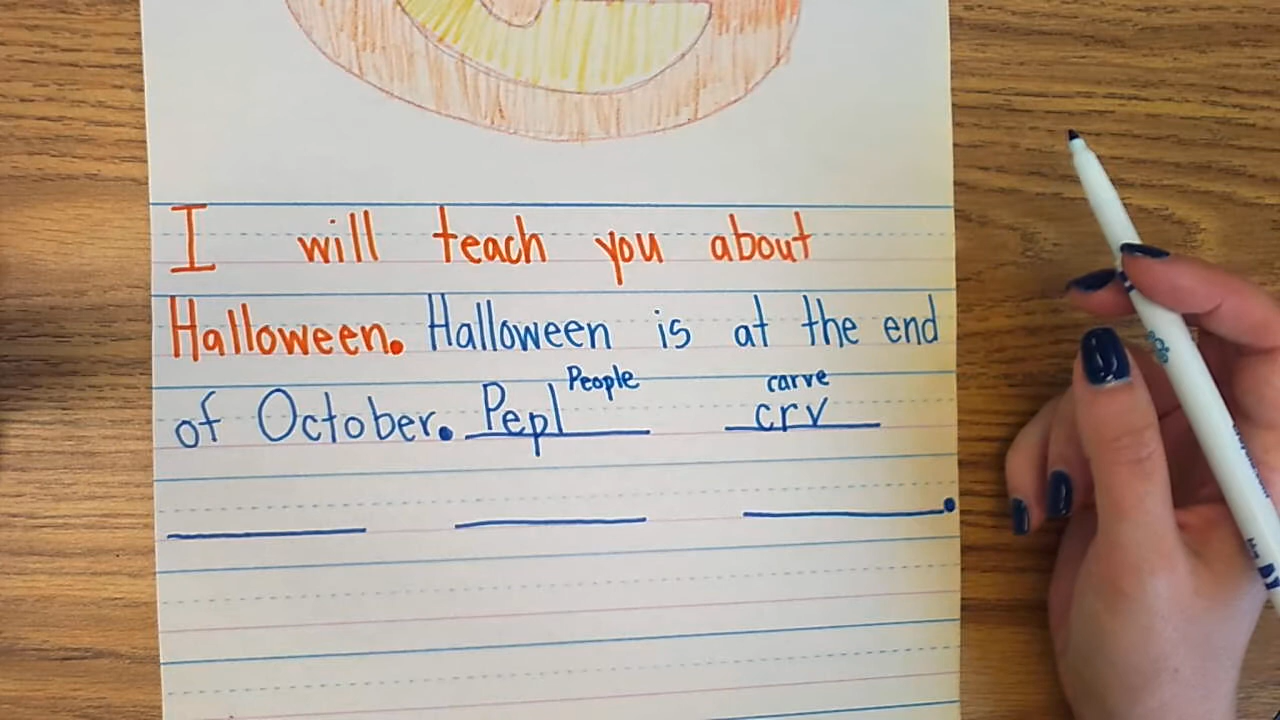 I will teach you about
Halloween. Halloween is at the end
People carve
of October. Pepl crv